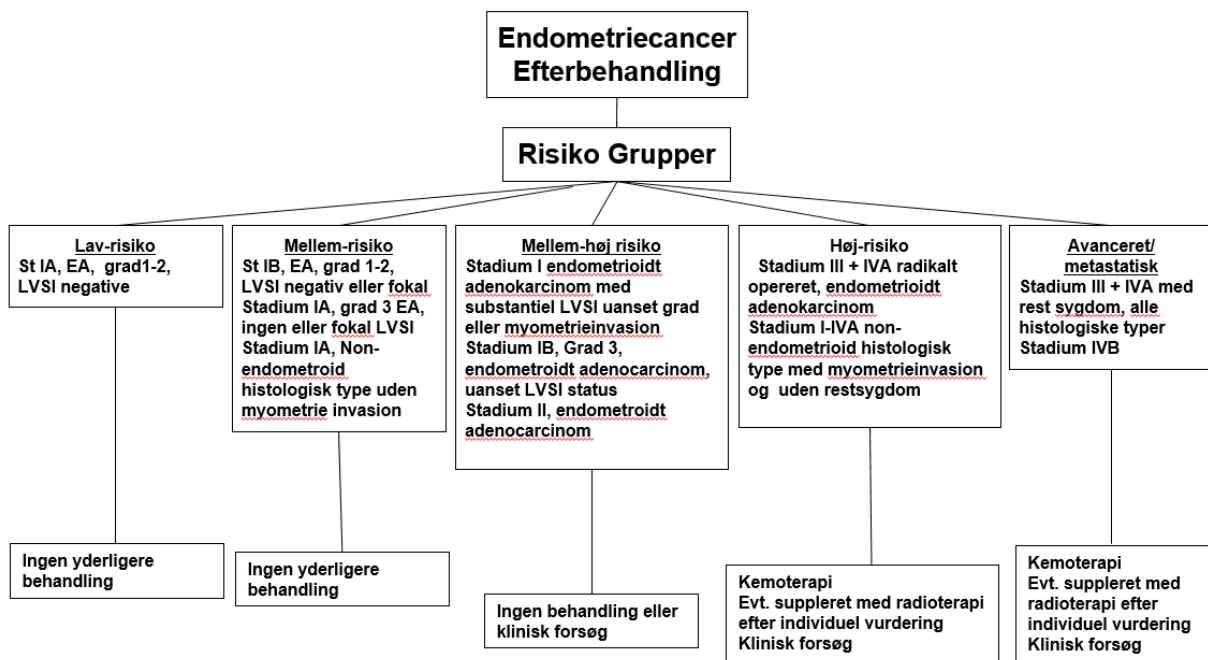 Endometriecancer
Efterbehandling
Risiko Grupper
Lav-risiko
St IA, EA, grad1-2,
LVSI negative
Mellem-risiko
St IB, EA, grad 1-2,
LVSI negativ eller fokal
Stadium IA, grad 3 EA,
ingen eller fokal LVSI
Stadium IA, Non-
endometroid
histologisk type uden
myometrie invasion
Mellem-høj risiko
Stadium I endometrioidt
adenokarcinom med
substantiel LVSI uanset grad
eller myometrieinvasion
Stadium IB, Grad 3,
endometroidt adenocarcinom,
uanset LVSI status
Stadium II, endometroidt
adenocarcinom
Høj-risiko
Stadium III + IVA radikalt
opereret, endometrioidt
adenokarcinom
Stadium I-IVA non-
endometrioid histologisk
type med myometrieinvasion
og uden restsygdom
Avanceret/
metastatisk
Stadium III + IVA med
rest sygdom, alle
histologiske typer
Stadium IVB
Ingen yderligere
behandling
Ingen yderligere
behandling
Ingen behandling eller
klinisk forsøg
Kemoterapi
Evt. suppleret med radioterapi
efter individuel vurdering
Klinisk forsøg
Kemoterapi
Evt. suppleret med
radioterapi efter
individuel vurdering
Klinisk forsøg